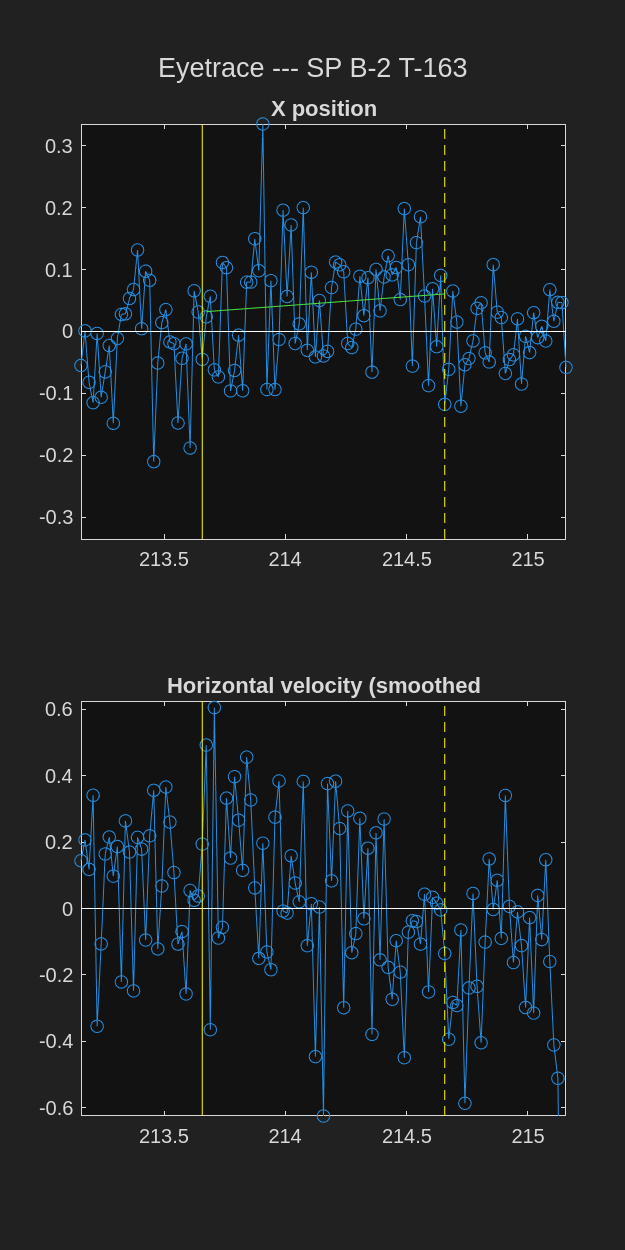 Eyetrace --- SP B-2 T-163
X position
0.3
0.2
0.1
0
-0.1
-0.2
-0.3
213.5 214 214.5 215
Horizontal velocity (smoothed
0.6
0.4
0.2
0
-0.2
-0.4
-0.6
213.5 214 214.5 215